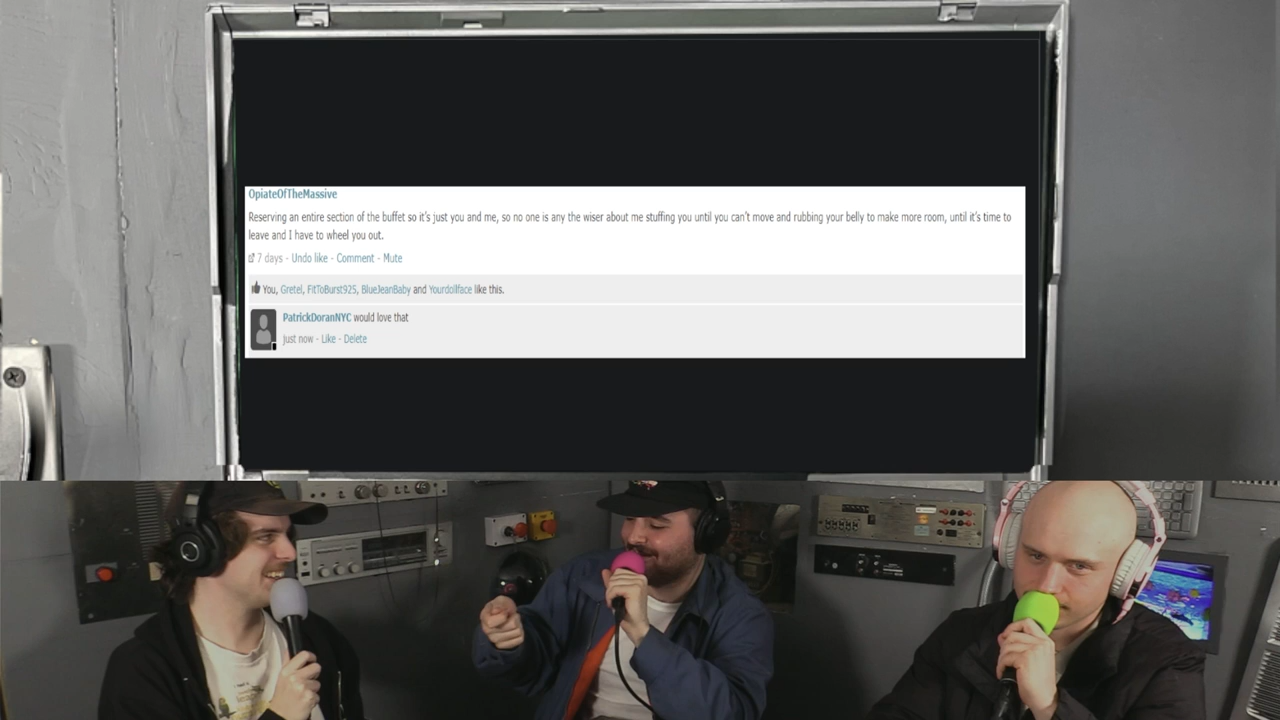 OpiateOfTheMassive
Reserving an entire section of the buffet so it's just you and me, so no one is any the wiser about me stuffing you until you can't move and rubbing your belly to make more room, until it's time to
leave and I have to wheel you out.
7 days - Undo like - Comment - Mute
You, Gretel, FitToBurst925, BlueJeanBaby and Yourdollface like this.
PatrickDoranNYC would love that
just now - Like - Delete